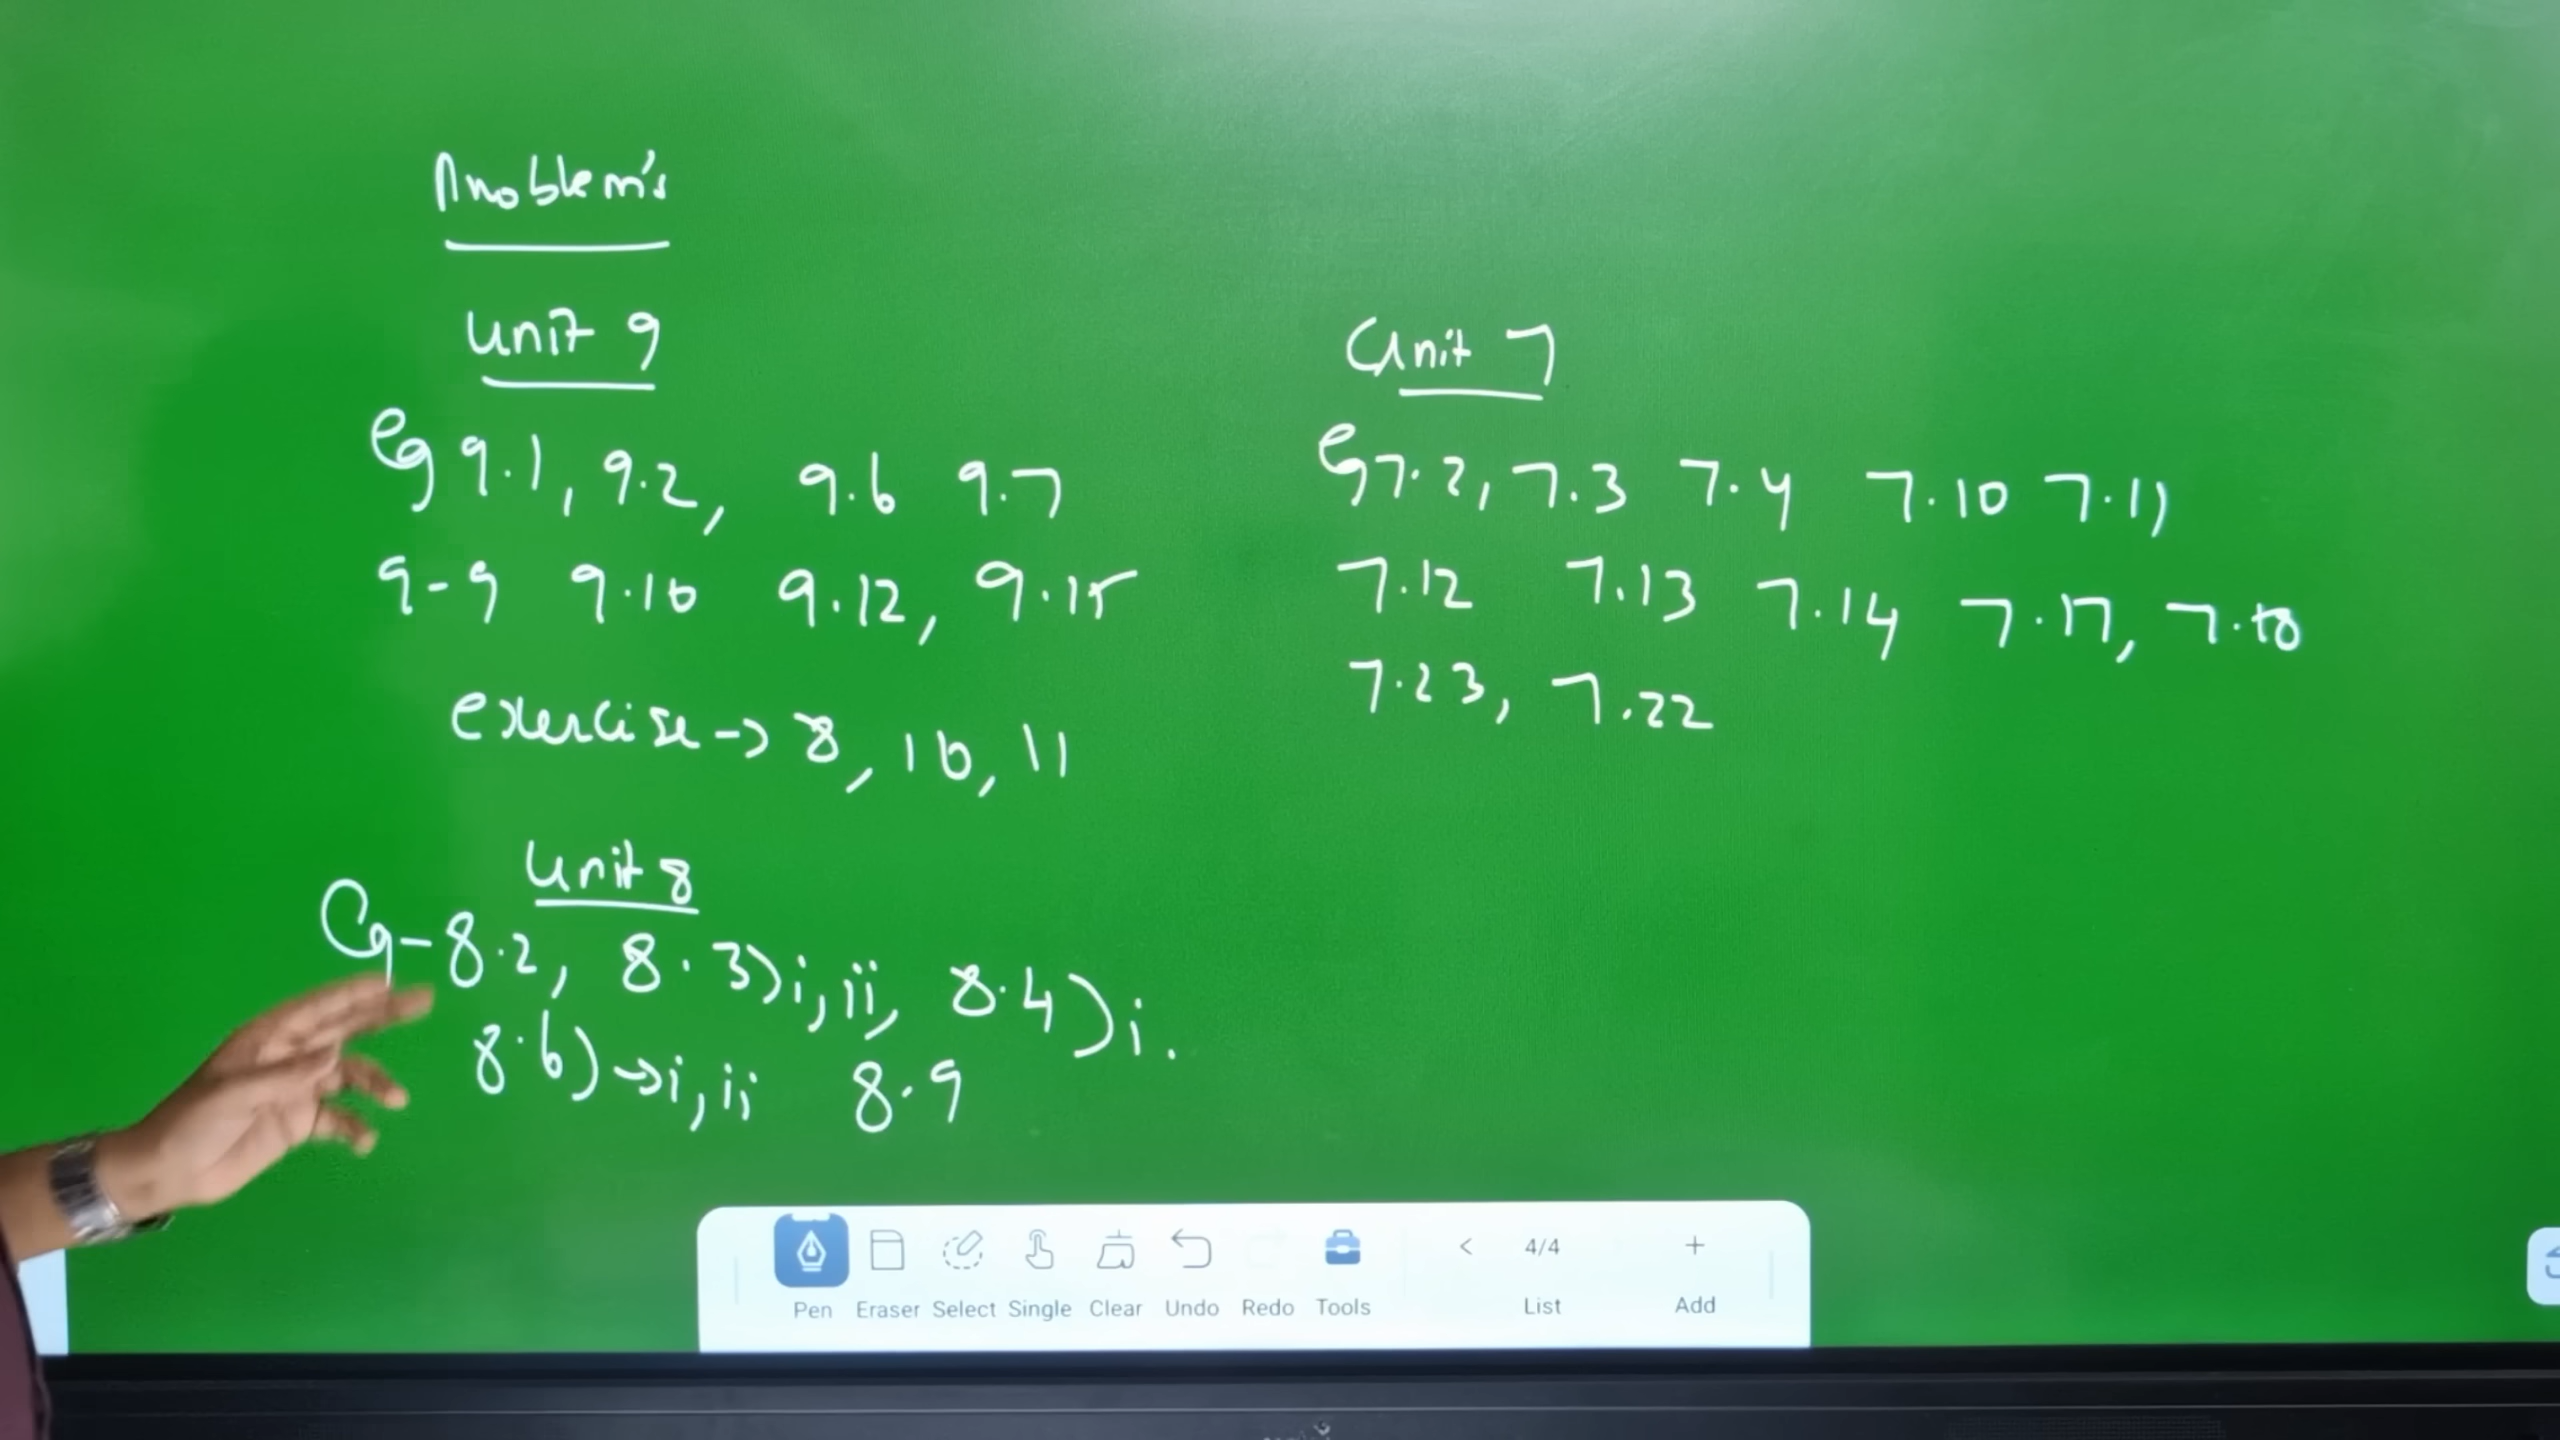 Problem's
Unit 9
Eg 9.1, 9.2, 9.6 9.7
9-9 9.10 9.12, 9.15
exercise -> 8, 10, 11
Unit 8
Eg - 8.2, 8.3) i, ii, 8.4) i.
8.6) -> i, ii 8.9
Unit 7
Eg 7.2, 7.3 7.4 7.10 7.11
7.12 7.13 7.14 7.17, 7.18
7.23, 7.22
< 4/4 +
Pen Eraser Select Single Clear Undo Redo Tools List Add